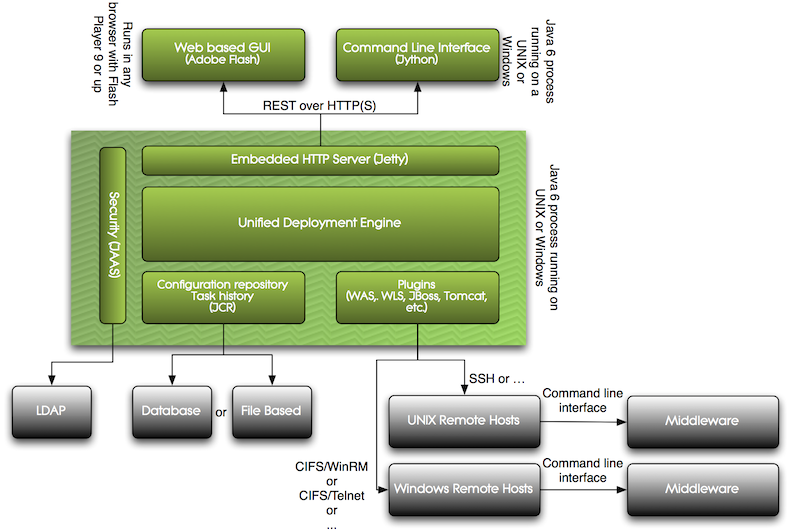 Runs in any
browser with Flash
Player 9 or up
Web based GUI
(Adobe Flash)
Command Line Interface
(Jython)
Java 6 process
running on a
UNIX or
Windows
REST over HTTP(S)
Embedded HTTP Server (Jetty)
Security (JAAS)
Unified Deployment Engine
Java 6 process running on
UNIX or Windows
Configuration repository
Task history
(JCR)
Plugins
(WAS,. WLS, JBoss, Tomcat,
etc.)
LDAP
Database
or
File Based
SSH or ...
UNIX Remote Hosts
Command line
interface
Middleware
CIFS/WinRM
or
CIFS/Telnet
or
...
Windows Remote Hosts
Command line
interface
Middleware